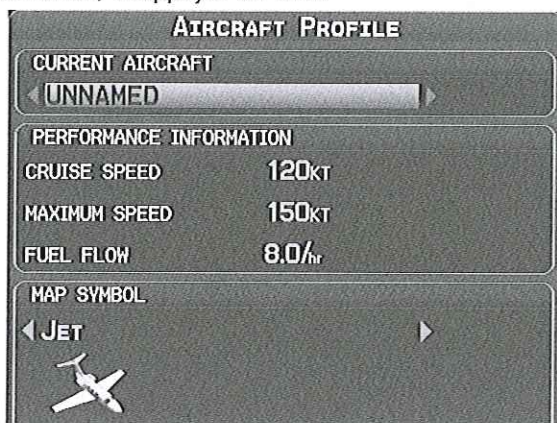 AIRCRAFT PROFILE
CURRENT AIRCRAFT
UNNAMED
PERFORMANCE INFORMATION
CRUISE SPEED 120KT
MAXIMUM SPEED 150KT
FUEL FLOW 8.0/hr
MAP SYMBOL
JET